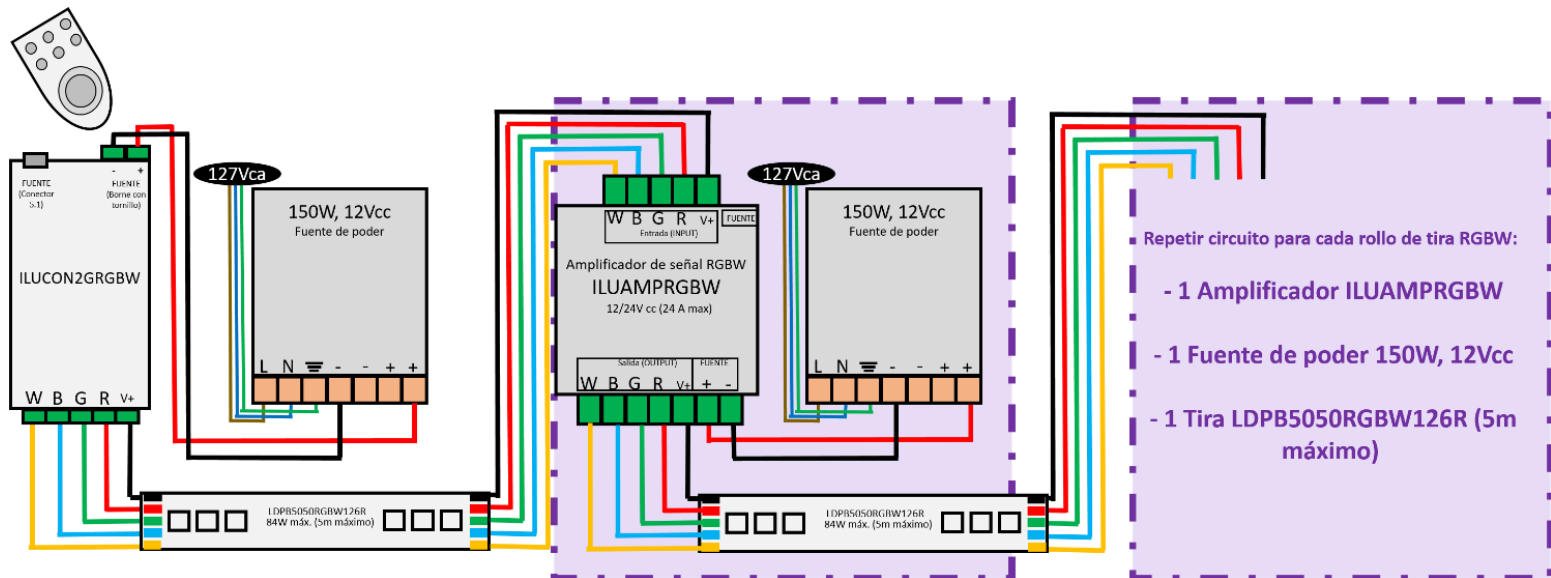 - +
FUENTE
(Conector
5.1)
FUENTE
(Borne con
tornillo)
ILUCON2GRGBW
W B G R V+
127Vca
150W, 12Vcc
Fuente de poder
L N - - + +
LDPB5050RGBW126R
84W máx. (5m máximo)
W B G R V+
FUENTE
Entrada (INPUT)
Amplificador de señal RGBW
ILUAMPRGBW
12/24V cc (24 A max)
Salida (OUTPUT)
FUENTE
W B G R V+ + -
127Vca
150W, 12Vcc
Fuente de poder
L N - - + +
LDPB5050RGBW126R
84W máx. (5m máximo)
Repetir circuito para cada rollo de tira RGBW:
- 1 Amplificador ILUAMPRGBW
- 1 Fuente de poder 150W, 12Vcc
- 1 Tira LDPB5050RGBW126R (5m
máximo)